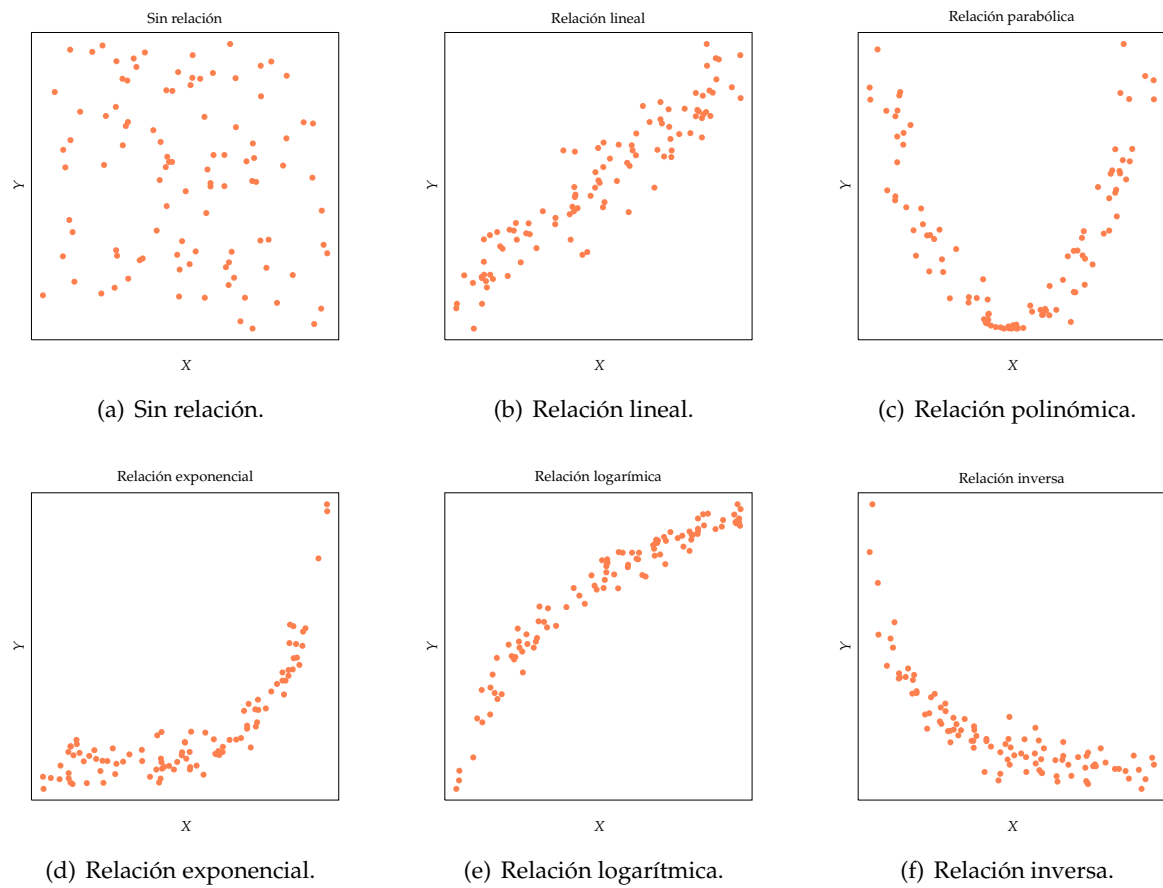 Sin relación
Relación lineal
Relación parabólica
Y
Y
Y
X
X
X
(a) Sin relación.
(b) Relación lineal.
(c) Relación polinómica.
Relación exponencial
Relación logarímica
Relación inversa
Y
Y
Y
X
X
X
(d) Relación exponencial.
(e) Relación logarítmica.
(f) Relación inversa.